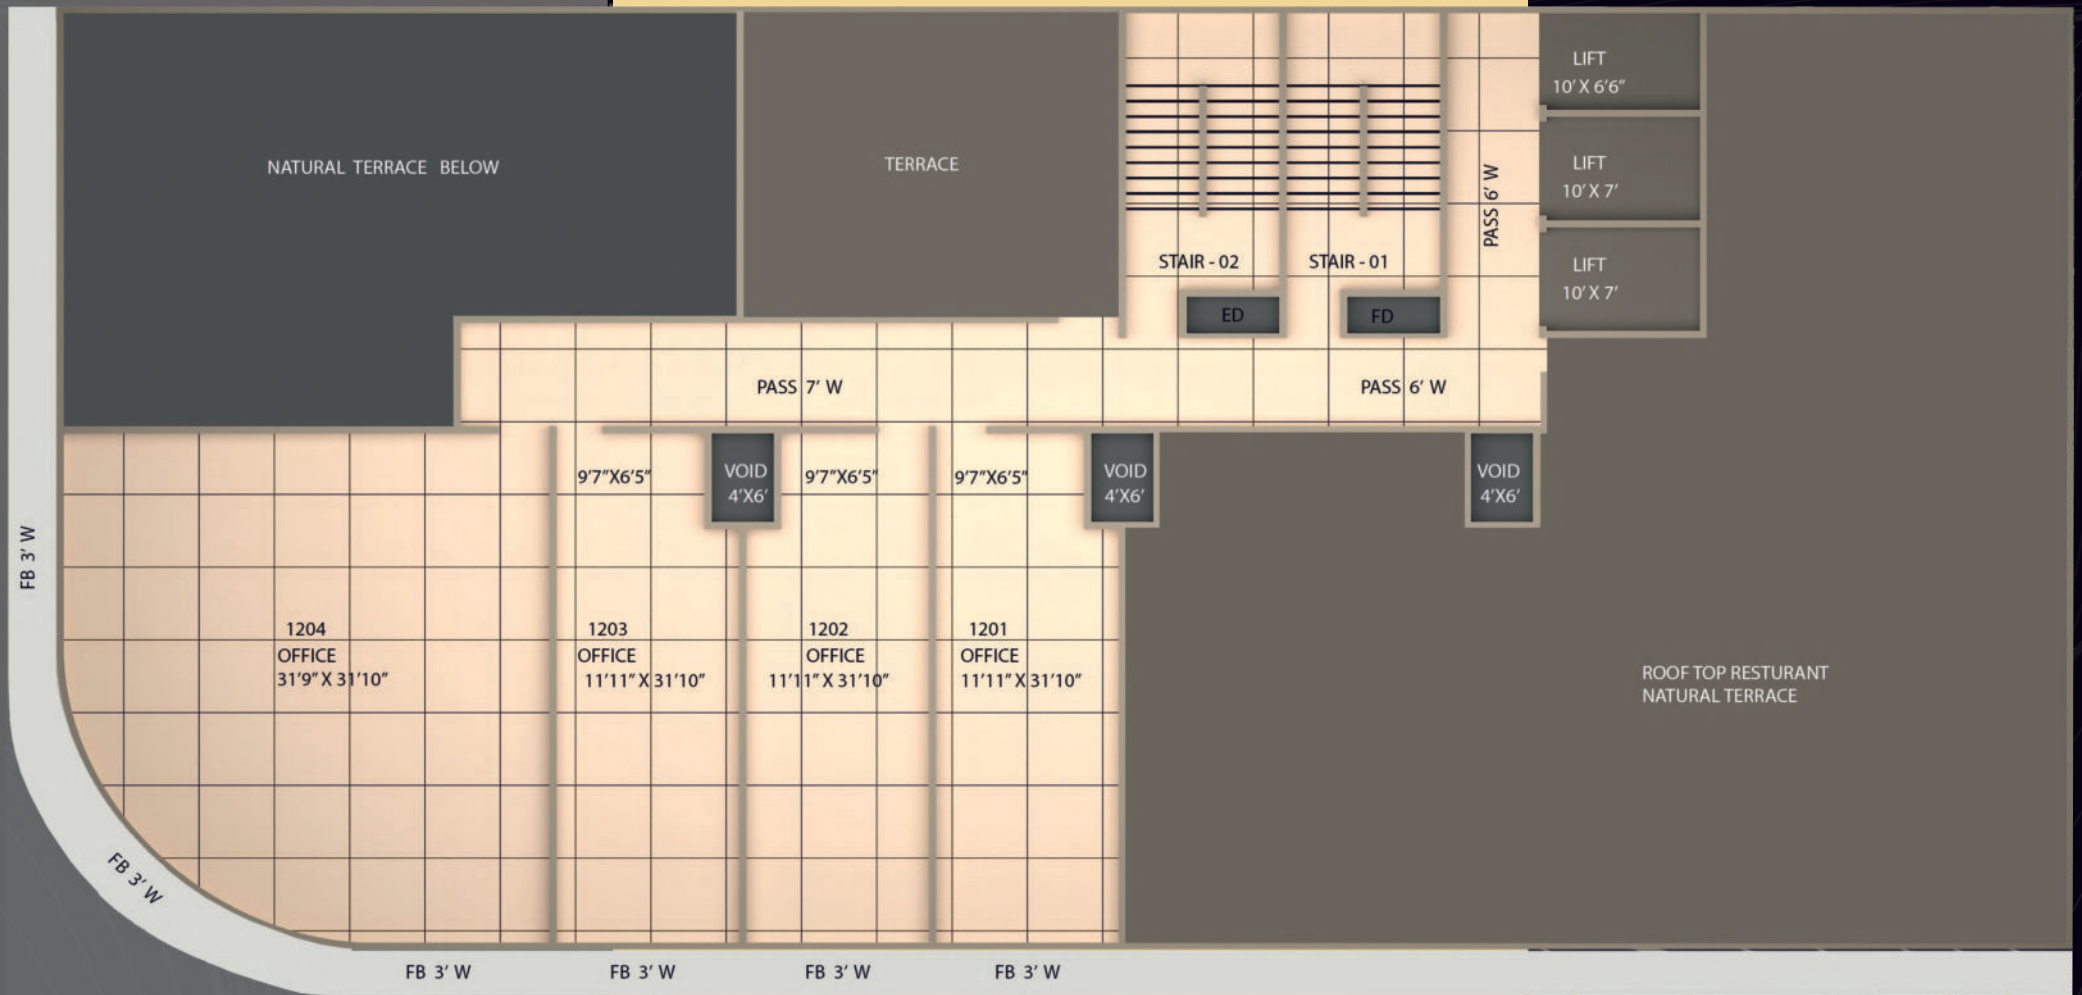 LIFT
10' X 6'6"
NATURAL TERRACE BELOW
TERRACE
LIFT
10' X 7'
PASS 6' W
STAIR - 02
STAIR - 01
LIFT
10' X 7'
ED
FD
PASS 7' W
PASS 6' W
9'7"X6'5"
VOID
4'X6'
9'7"X6'5"
9'7"X6'5"
VOID
4'X6'
VOID
4'X6'
FB 3' W
1204
OFFICE
31'9" X 31'10"
1203
OFFICE
11'11" X 31'10"
1202
OFFICE
11'11" X 31'10"
1201
OFFICE
11'11" X 31'10"
ROOF TOP RESTURANT
NATURAL TERRACE
FB 3' W
FB 3' W
FB 3' W
FB 3' W
FB 3' W